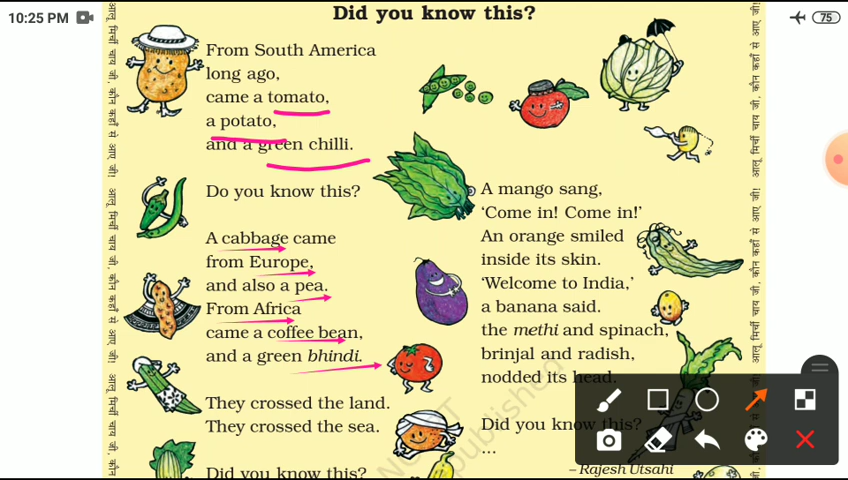 10:25 PM
75
Did you know this?
From South America
long ago,
came a tomato,
a potato,
and a green chilli.
Do you know this?
A cabbage came
from Europe,
and also a pea.
From Africa
came a coffee bean,
and a green bhindi.
They crossed the land.
They crossed the sea.
Did you know this?
A mango sang,
'Come in! Come in!'
An orange smiled
inside its skin.
'Welcome to India,'
a banana said.
the methi and spinach,
brinjal and radish,
nodded its head.
Did you know this?
...
– Rajesh Utsahi
published